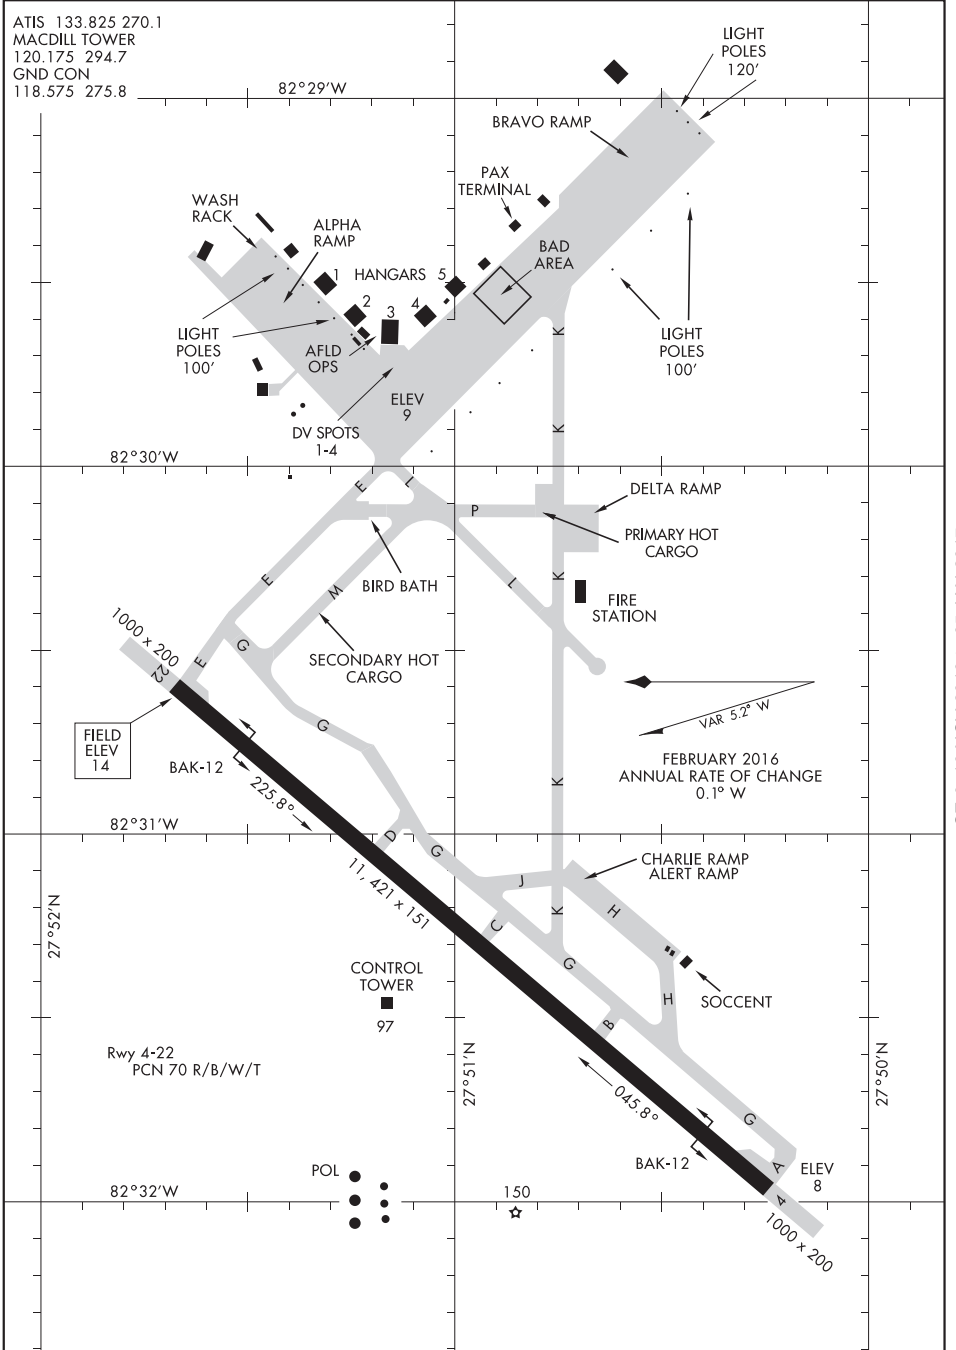 ATIS 133.825 270.1
MACDILL TOWER
120.175 294.7
GND CON
118.575 275.8
82°29'W
LIGHT
POLES
120'
BRAVO RAMP
PAX
TERMINAL
WASH
RACK
ALPHA
RAMP
BAD
AREA
1
HANGARS
5
2
3
4
LIGHT
POLES
100'
AFLD
OPS
LIGHT
POLES
100'
K
ELEV
9
DV SPOTS
1-4
K
82°30'W
E
L
DELTA RAMP
P
PRIMARY HOT
CARGO
BIRD BATH
E
M
L
K
FIRE
STATION
1000 x 200
G
SECONDARY HOT
CARGO
E
22
VAR 5.2° W
FIELD
ELEV
14
G
BAK-12
225.8°
FEBRUARY 2016
ANNUAL RATE OF CHANGE
0.1° W
K
82°31'W
D
G
11, 421 x 151
CHARLIE RAMP
ALERT RAMP
J
H
K
C
27°52'N
G
CONTROL
TOWER
97
SOCCENT
H
B
Rwy 4-22
PCN 70 R/B/W/T
27°51'N
27°50'N
045.8°
G
BAK-12
A
ELEV
8
POL
82°32'W
150
4
1000 x 200